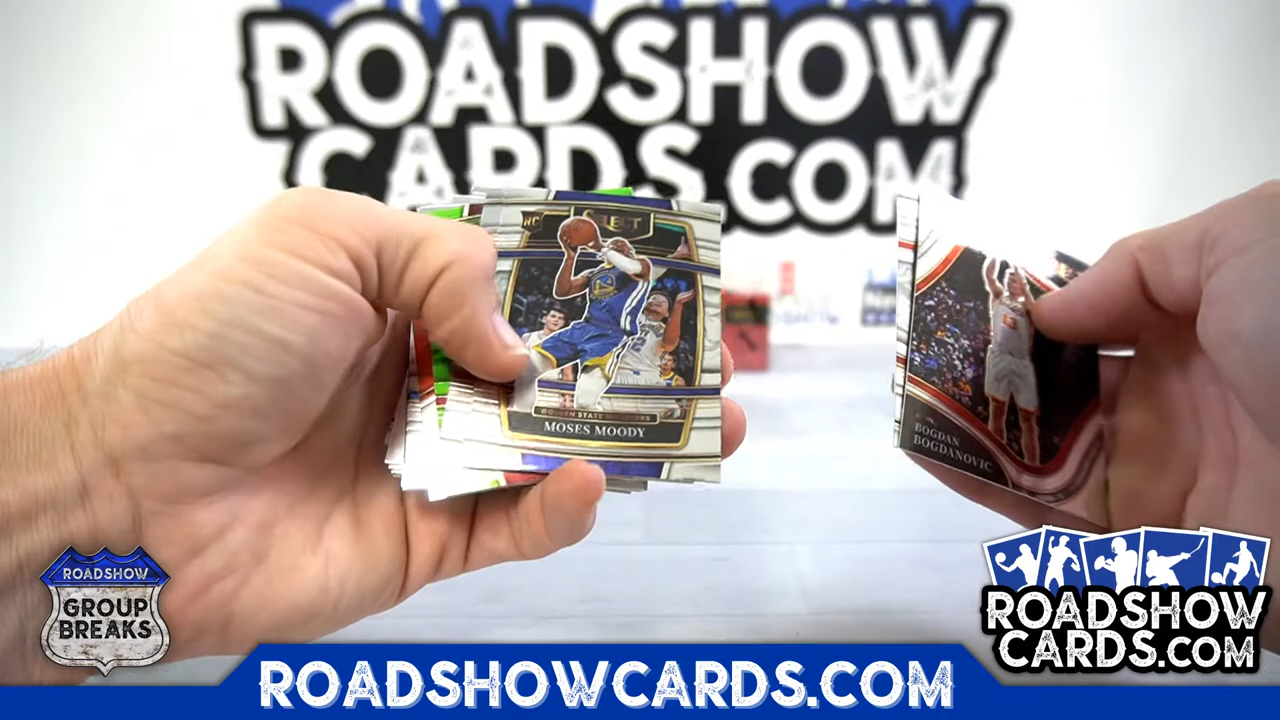 ROADSHOW
CARDS.COM
RC
SELECT
GOLDEN STATE WARRIORS
MOSES MOODY
BOGDAN
BOGDANOVIC
ROADSHOW
GROUP
BREAKS
ROADSHOW
CARDS.COM
ROADSHOWCARDS.COM